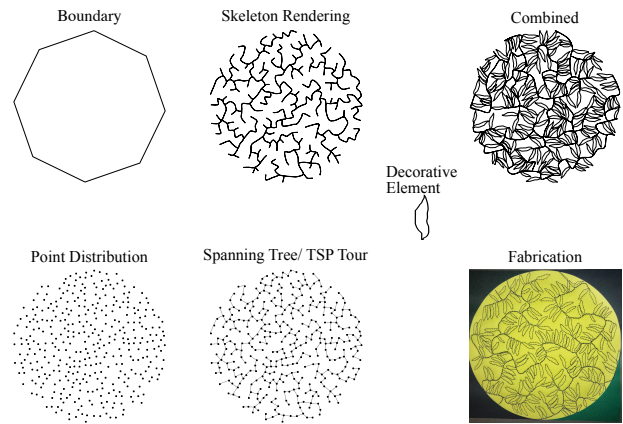 Boundary
Skeleton Rendering
Combined
Decorative
Element
Point Distribution
Spanning Tree/ TSP Tour
Fabrication